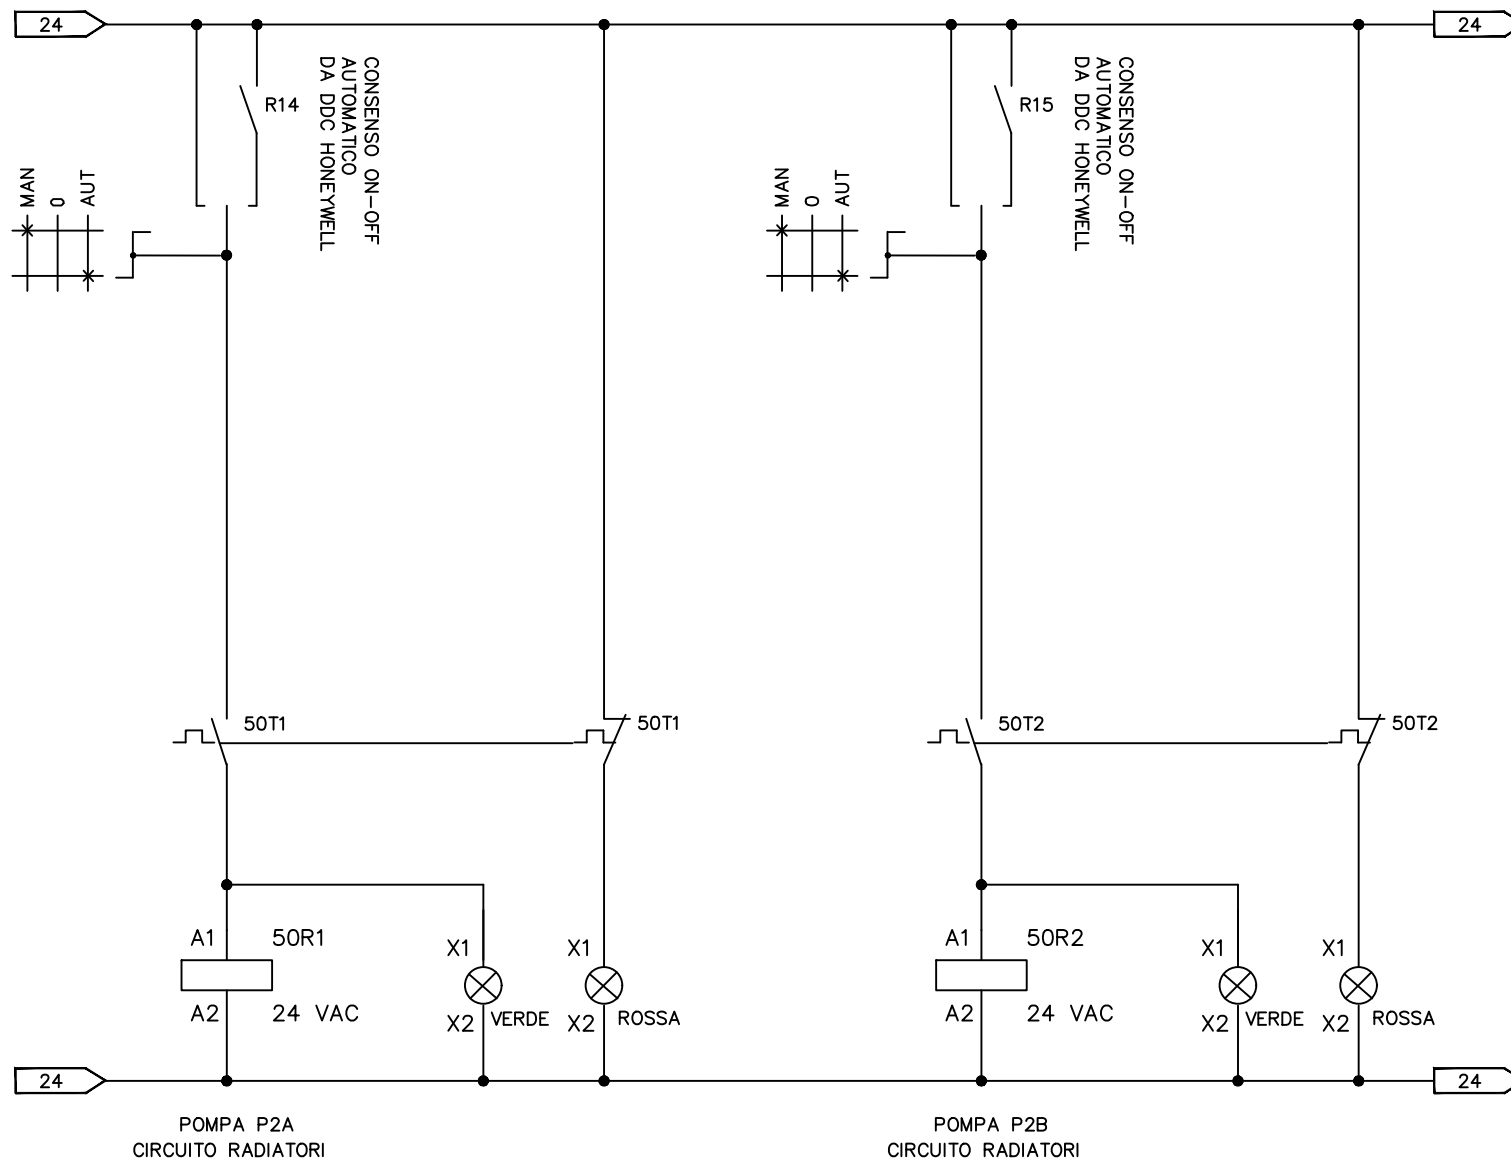 24
24
R14
CONSENSO ON-OFF
AUTOMATICO
DA DDC HONEYWELL
MAN
0
AUT
R15
CONSENSO ON-OFF
AUTOMATICO
DA DDC HONEYWELL
MAN
0
AUT
50T1
50T1
50T2
50T2
A1
50R1
X1
X1
A1
50R2
X1
X1
A2
24 VAC
X2
VERDE
X2
ROSSA
A2
24 VAC
X2
VERDE
X2
ROSSA
24
24
POMPA P2A
CIRCUITO RADIATORI
POMPA P2B
CIRCUITO RADIATORI